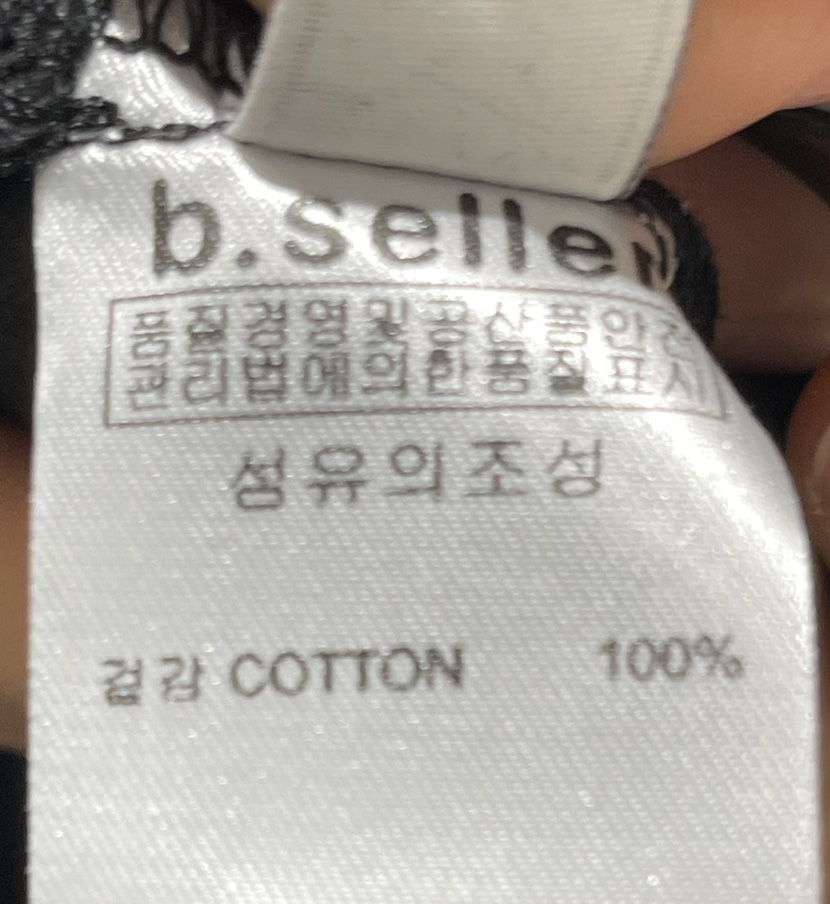 b.seller
품질경영및공산품안전
관리법에의한품질표시
섬유의조성
겉감 COTTON 100%